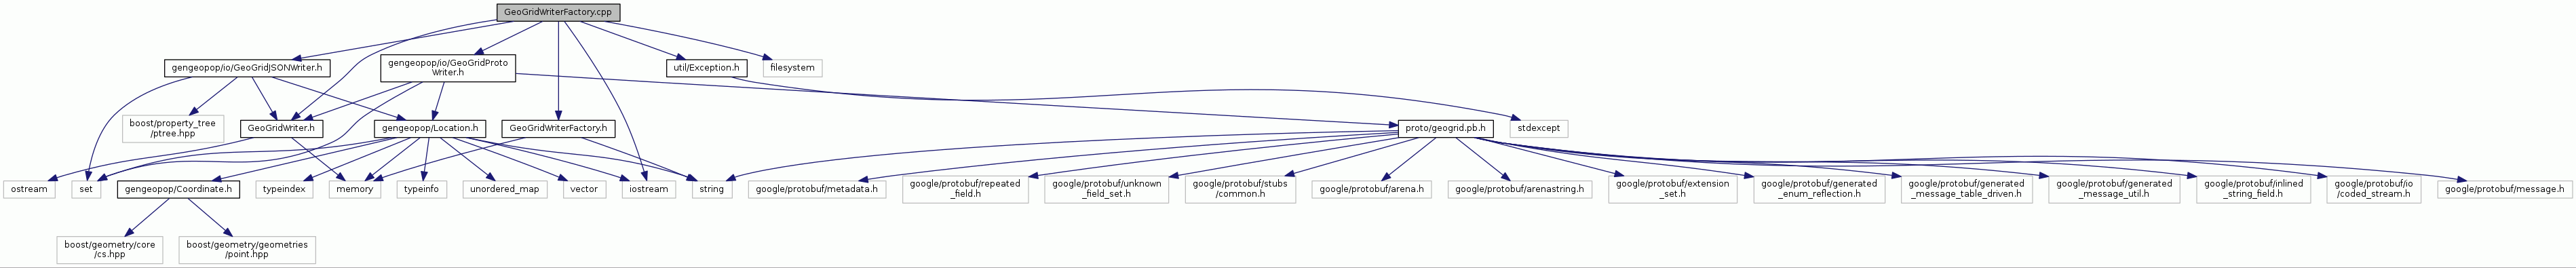 GeoGridWriterFactory.cpp
gengeopop/io/GeoGridJSONWriter.h
gengeopop/io/GeoGridProto
Writer.h
util/Exception.h
filesystem
boost/property_tree
/ptree.hpp
GeoGridWriter.h
gengeopop/Location.h
GeoGridWriterFactory.h
proto/geogrid.pb.h
stdexcept
ostream
set
gengeopop/Coordinate.h
typeindex
memory
typeinfo
unordered_map
vector
iostream
string
google/protobuf/metadata.h
google/protobuf/repeated
_field.h
google/protobuf/unknown
_field_set.h
google/protobuf/stubs
/common.h
google/protobuf/arena.h
google/protobuf/arenastring.h
google/protobuf/extension
_set.h
google/protobuf/generated
_enum_reflection.h
google/protobuf/generated
_message_table_driven.h
google/protobuf/generated
_message_util.h
google/protobuf/inlined
_string_field.h
google/protobuf/io
/coded_stream.h
google/protobuf/message.h
boost/geometry/core
/cs.hpp
boost/geometry/geometries
/point.hpp